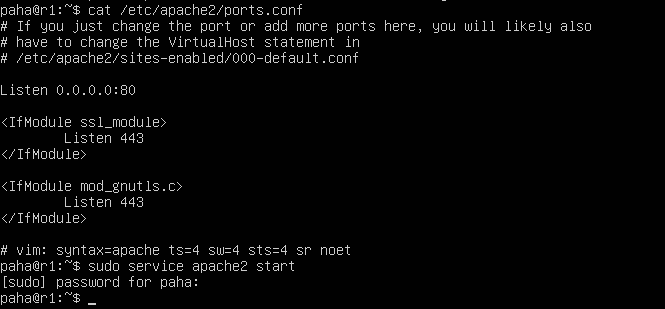 paha@r1:~$ cat /etc/apache2/ports.conf
# If you just change the port or add more ports here, you will likely also
# have to change the VirtualHost statement in
# /etc/apache2/sites-enabled/000-default.conf
Listen 0.0.0.0:80
<IfModule ssl_module>
Listen 443
</IfModule>
<IfModule mod_gnutls.c>
Listen 443
</IfModule>
# vim: syntax=apache ts=4 sw=4 sts=4 sr noet
paha@r1:~$ sudo service apache2 start
[sudo] password for paha:
paha@r1:~$ _